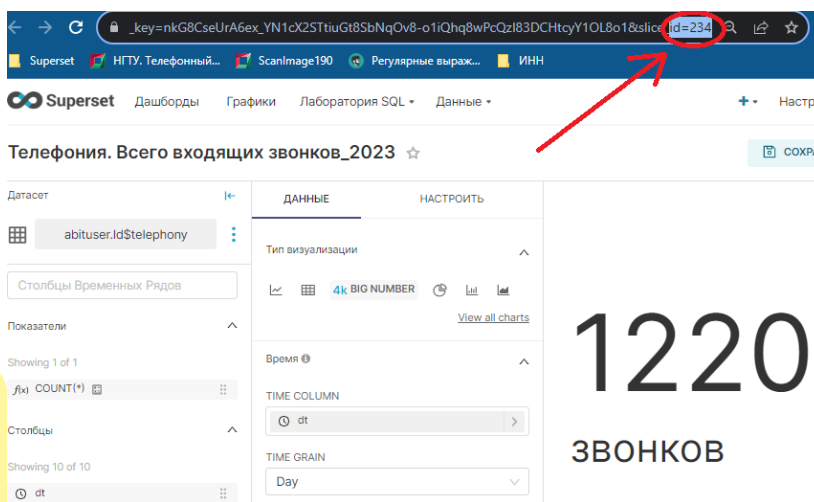 _key=nkG8CseUrA6ex_YN1cX2STtiuGt8SbNqOv8-o1iQhq8wPcQzI83DCHtcyY1OL8o1&slice_id=234
Superset НГТУ, Телефонный... ScanImage190 Регулярные выраж... ИНН
Superset Дашборды Графики Лаборатория SQL Данные + Настр
Телефония. Всего входящих звонков_2023 СОХРА
Датасет ДАННЫЕ НАСТРОИТЬ
abituser.ld$telephony
Тип визуализации
Столбцы Временных Рядов
4k BIG NUMBER
View all charts
Показатели
Showing 1 of 1
Время
f(x) COUNT(*)
TIME COLUMN
dt
Столбцы
TIME GRAIN
Showing 10 of 10
Day
dt
1220
ЗВОНКОВ